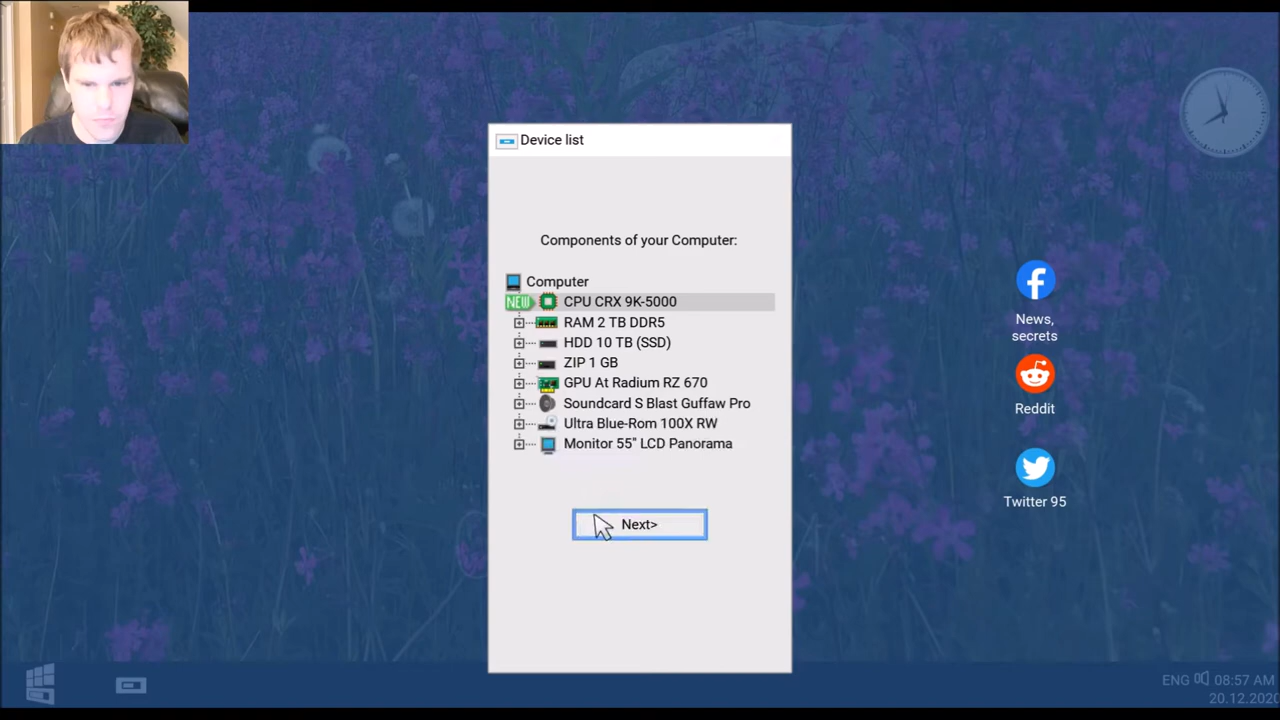 Device list
Components of your Computer:
Computer
NEW CPU CRX 9K-5000
RAM 2 TB DDR5
HDD 10 TB (SSD)
ZIP 1 GB
GPU At Radium RZ 670
Soundcard S Blast Guffaw Pro
Ultra Blue-Rom 100X RW
Monitor 55" LCD Panorama
Next>
News,
secrets
Reddit
Twitter 95
ENG 08:57 AM
20.12.2020